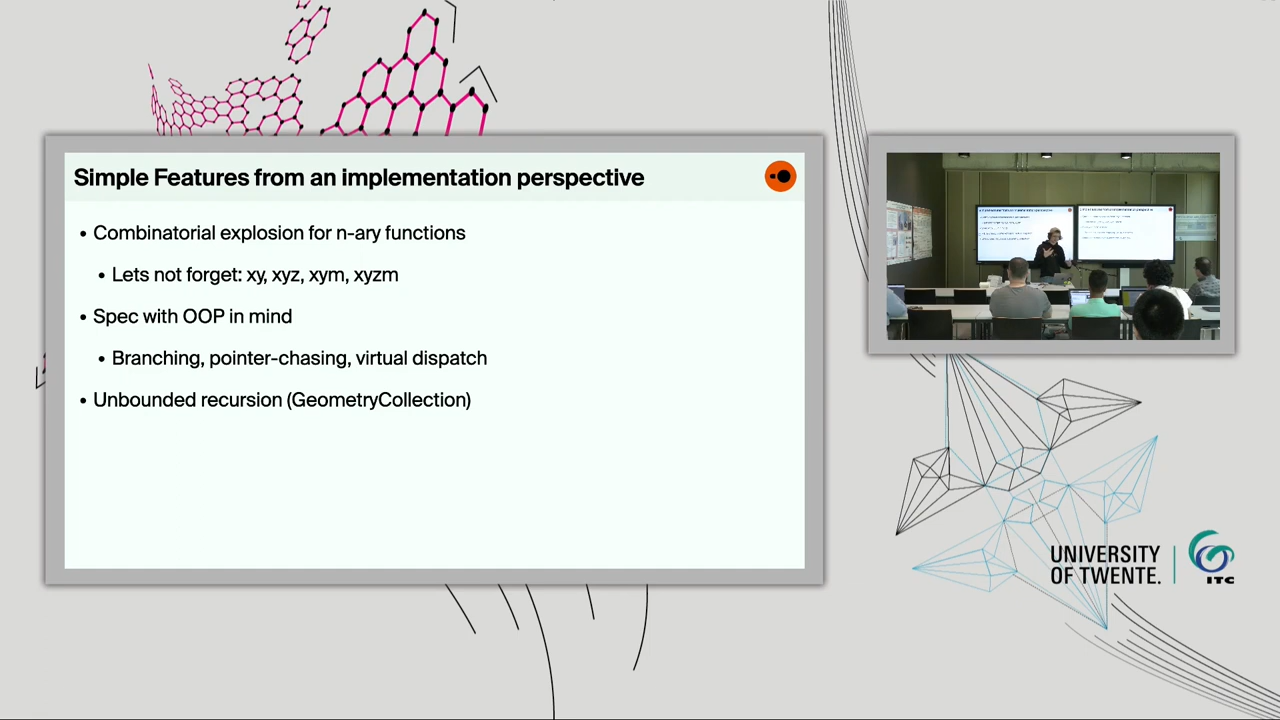 Simple Features from an implementation perspective
• Combinatorial explosion for n-ary functions
• Lets not forget: xy, xyz, xym, xyzm
• Spec with OOP in mind
• Branching, pointer-chasing, virtual dispatch
• Unbounded recursion (GeometryCollection)
UNIVERSITY
OF TWENTE.
ITC